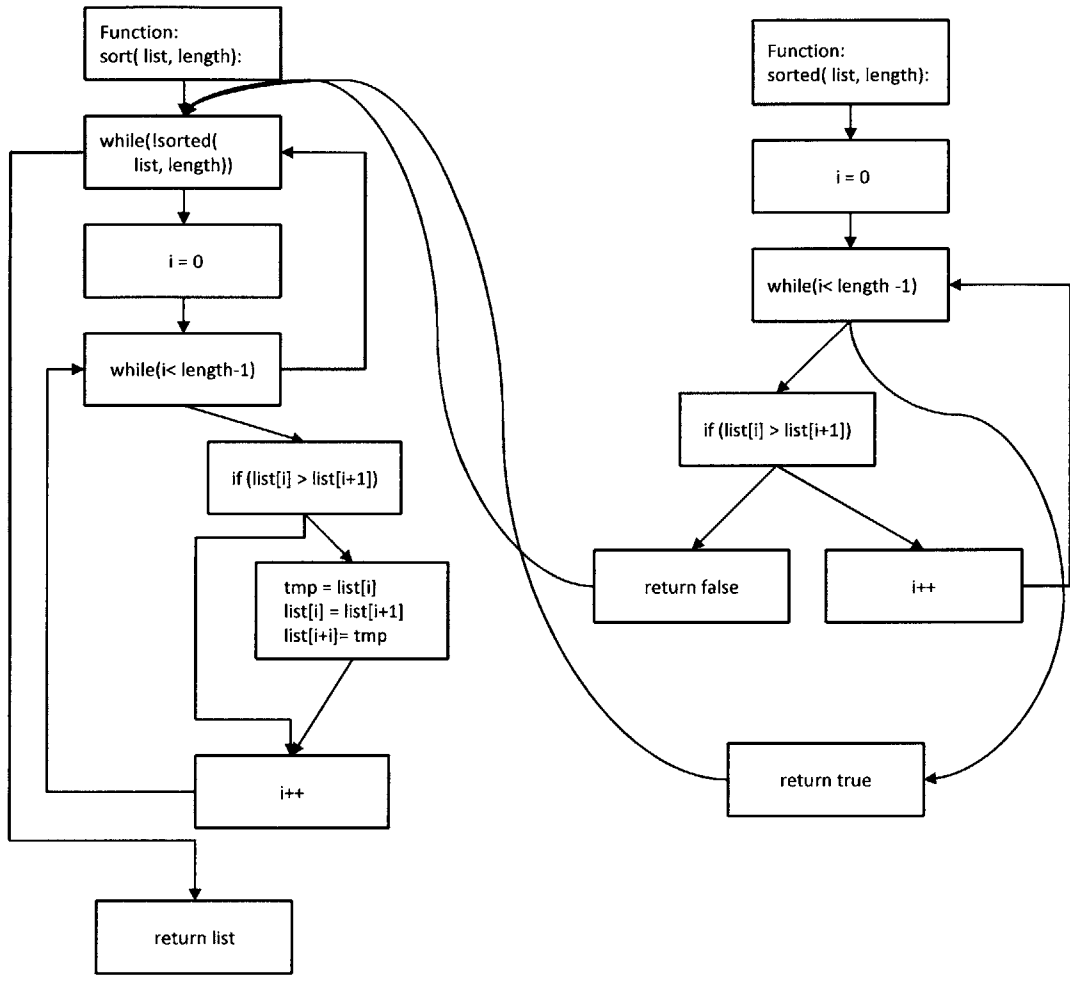 Function:
sort( list, length):
while(!sorted(
list, length))
i = 0
while(i< length-1)
if (list[i] > list[i+1])
tmp = list[i]
list[i] = list[i+1]
list[i+i]= tmp
i++
return list
Function:
sorted( list, length):
i = 0
while(i< length -1)
if (list[i] > list[i+1])
return false
i++
return true